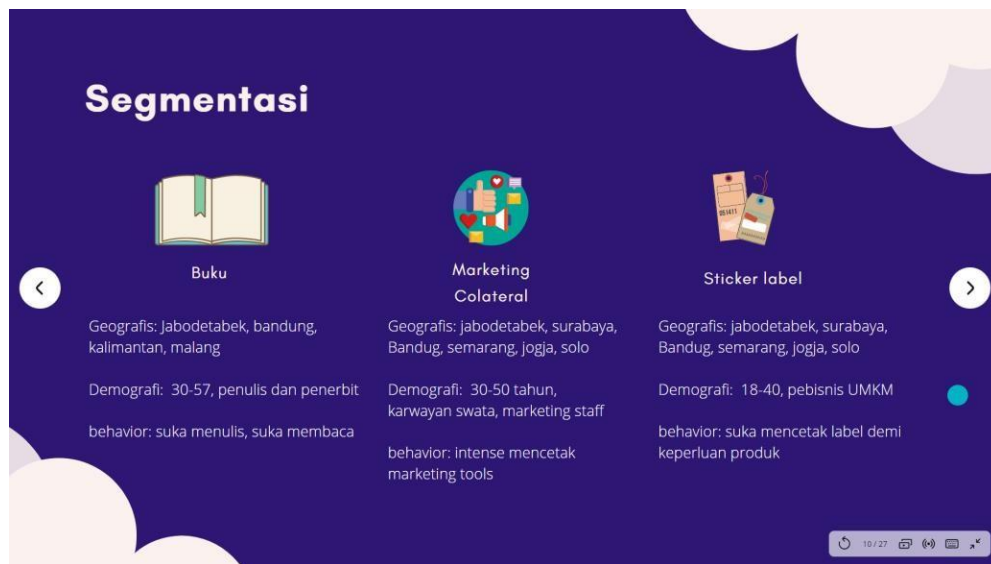 Segmentasi
Buku
Geografis: Jabodetabek, bandung,
kalimantan, malang
Demografi: 30-57, penulis dan penerbit
behavior: suka menulis, suka membaca
Marketing
Colateral
Geografis: jabodetabek, surabaya,
Bandug, semarang, jogja, solo
Demografi: 30-50 tahun,
karwayan swata, marketing staff
behavior: intense mencetak
marketing tools
Sticker label
Geografis: jabodetabek, surabaya,
Bandug, semarang, jogja, solo
Demografi: 18-40, pebisnis UMKM
behavior: suka mencetak label demi
keperluan produk
10 / 27